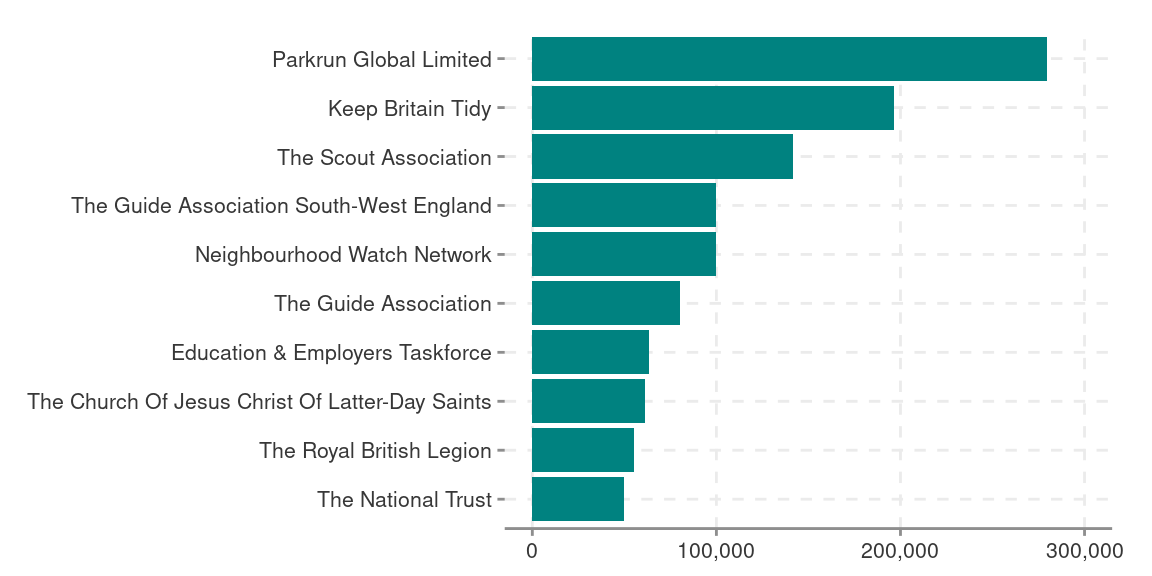 Parkrun Global Limited
Keep Britain Tidy
The Scout Association
The Guide Association South-West England
Neighbourhood Watch Network
The Guide Association
Education & Employers Taskforce
The Church Of Jesus Christ Of Latter-Day Saints
The Royal British Legion
The National Trust
0 100,000 200,000 300,000